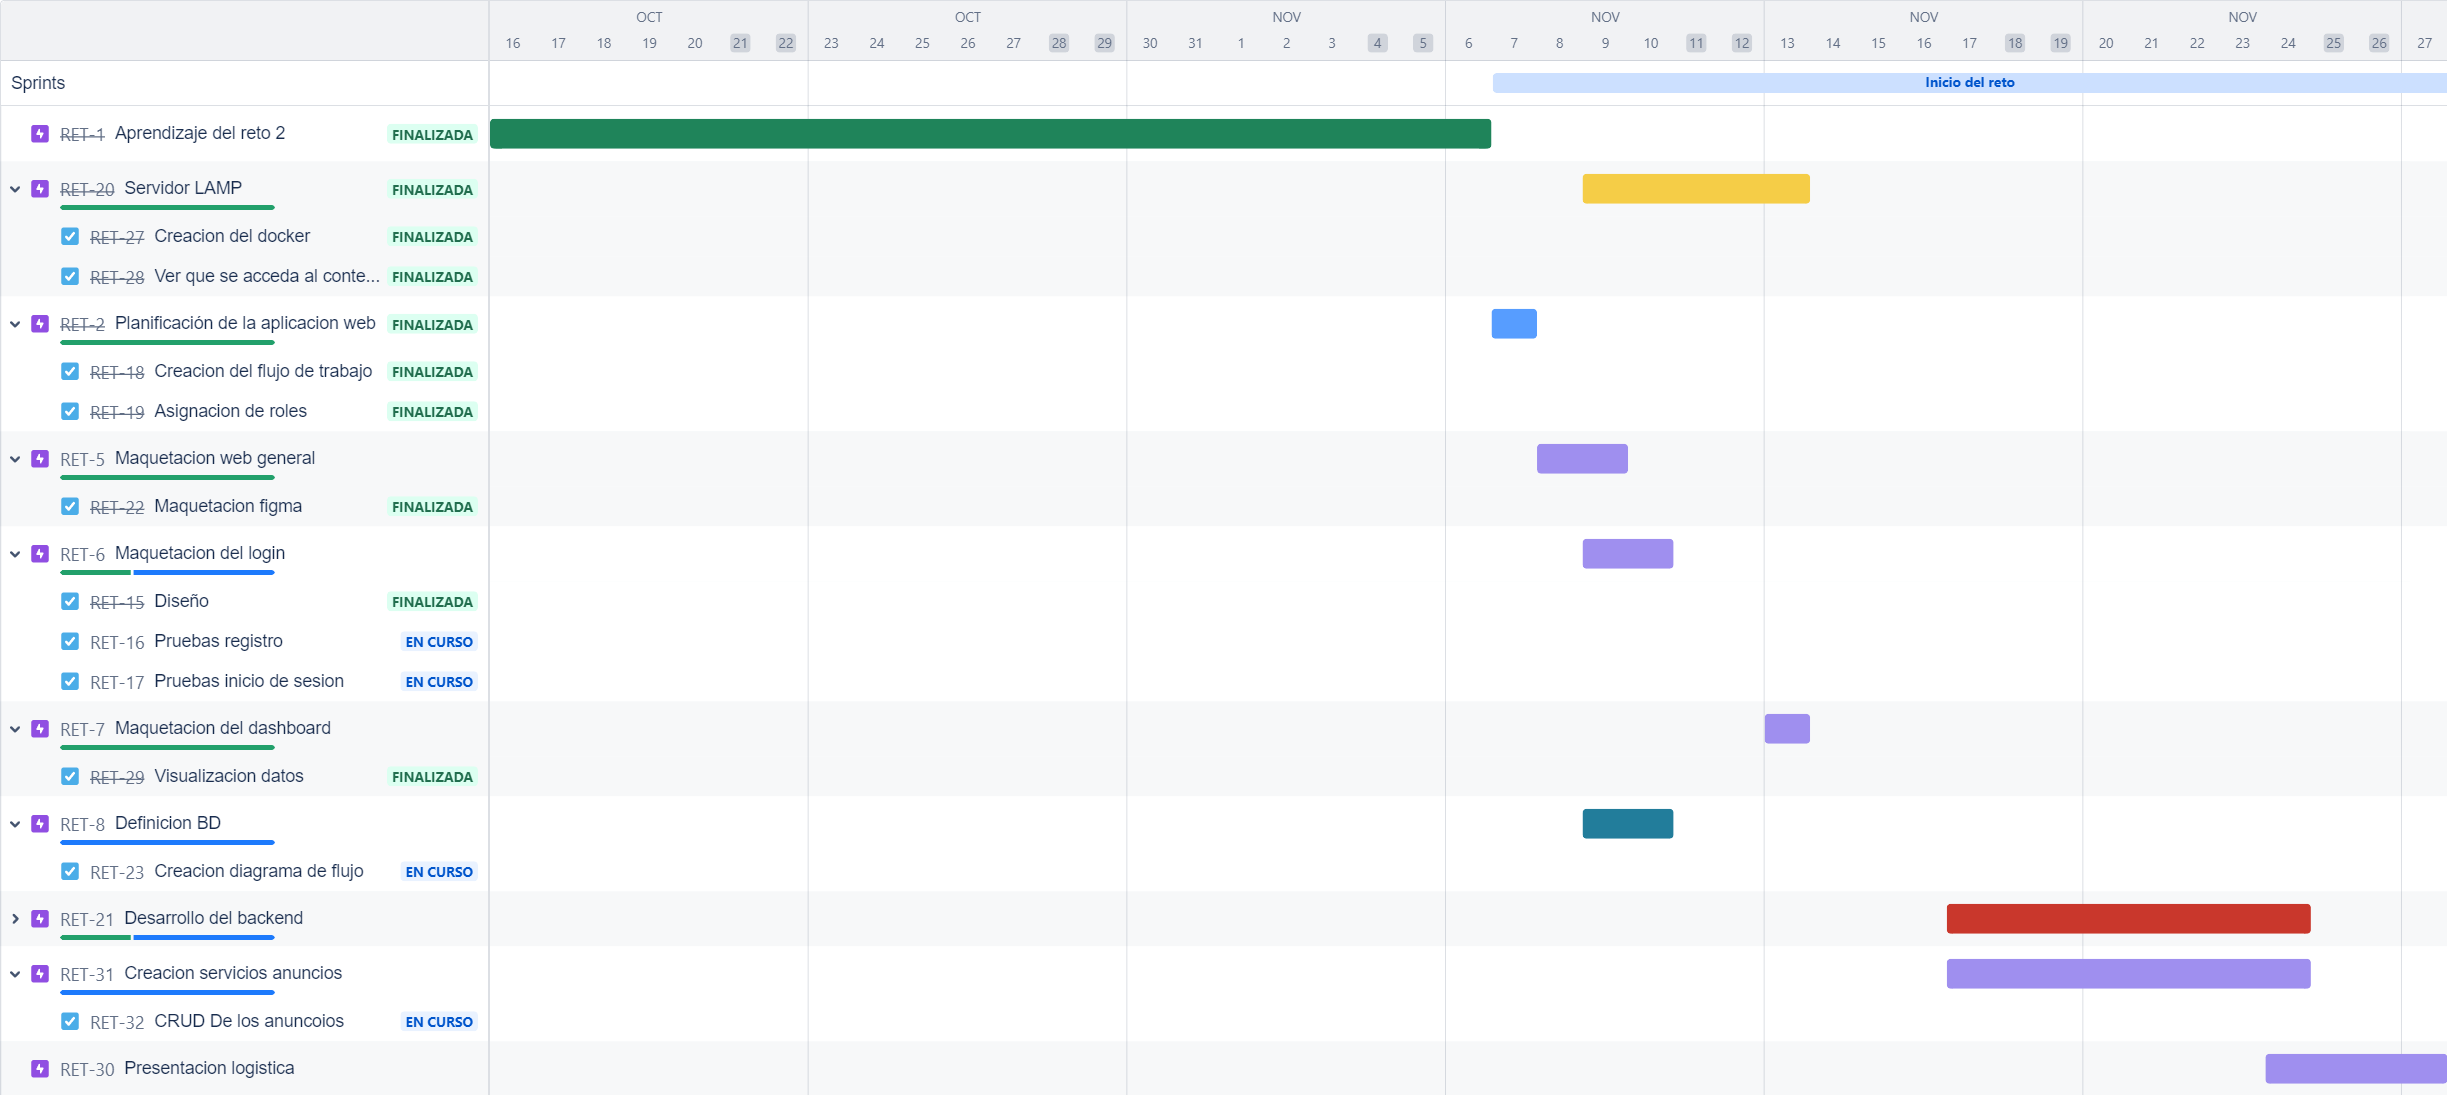 OCT OCT NOV NOV NOV NOV
16 17 18 19 20 21 22 23 24 25 26 27 28 29 30 31 1 2 3 4 5 6 7 8 9 10 11 12 13 14 15 16 17 18 19 20 21 22 23 24 25 26 27
Sprints Inicio del reto
RET-1 Aprendizaje del reto 2 FINALIZADA
RET-20 Servidor LAMP FINALIZADA
RET-27 Creacion del docker FINALIZADA
RET-28 Ver que se acceda al conte... FINALIZADA
RET-2 Planificación de la aplicacion web FINALIZADA
RET-18 Creacion del flujo de trabajo FINALIZADA
RET-19 Asignacion de roles FINALIZADA
RET-5 Maquetacion web general
RET-22 Maquetacion figma FINALIZADA
RET-6 Maquetacion del login
RET-15 Diseño FINALIZADA
RET-16 Pruebas registro EN CURSO
RET-17 Pruebas inicio de sesion EN CURSO
RET-7 Maquetacion del dashboard
RET-29 Visualizacion datos FINALIZADA
RET-8 Definicion BD
RET-23 Creacion diagrama de flujo EN CURSO
RET-21 Desarrollo del backend
RET-31 Creacion servicios anuncios
RET-32 CRUD De los anuncoios EN CURSO
RET-30 Presentacion logistica